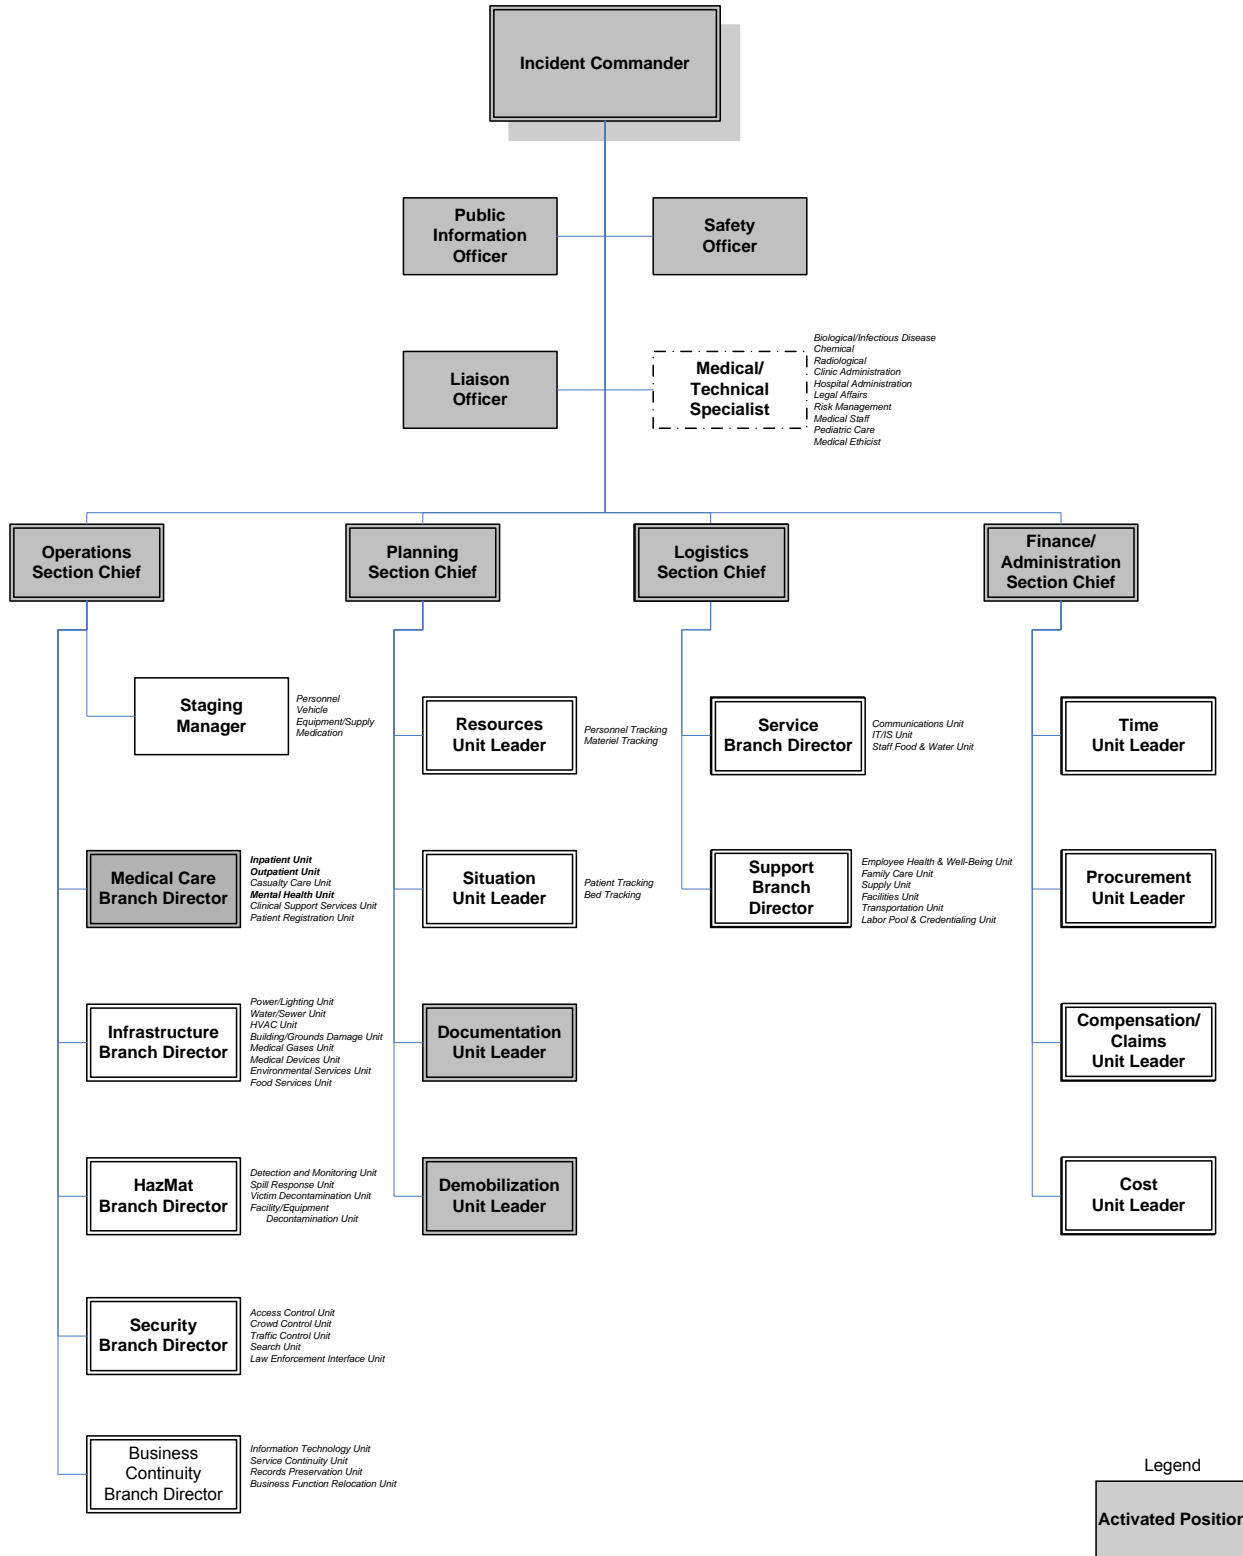 Incident Commander
Public
Information
Officer
Safety
Officer
Liaison
Officer
Medical/
Technical
Specialist
Biological/Infectious Disease
Chemical
Radiological
Clinic Administration
Hospital Administration
Legal Affairs
Risk Management
Medical Staff
Pediatric Care
Medical Ethicist
Operations
Section Chief
Planning
Section Chief
Logistics
Section Chief
Finance/
Administration
Section Chief
Staging
Manager
Personnel
Vehicle
Equipment/Supply
Medication
Resources
Unit Leader
Personnel Tracking
Materiel Tracking
Service
Branch Director
Communications Unit
IT/IS Unit
Staff Food & Water Unit
Time
Unit Leader
Medical Care
Branch Director
Inpatient Unit
Outpatient Unit
Casualty Care Unit
Mental Health Unit
Clinical Support Services Unit
Patient Registration Unit
Situation
Unit Leader
Patient Tracking
Bed Tracking
Support
Branch
Director
Employee Health & Well-Being Unit
Family Care Unit
Supply Unit
Facilities Unit
Transportation Unit
Labor Pool & Credentialing Unit
Procurement
Unit Leader
Infrastructure
Branch Director
Power/Lighting Unit
Water/Sewer Unit
HVAC Unit
Building/Grounds Damage Unit
Medical Gases Unit
Medical Devices Unit
Environmental Services Unit
Food Services Unit
Documentation
Unit Leader
Compensation/
Claims
Unit Leader
HazMat
Branch Director
Detection and Monitoring Unit
Spill Response Unit
Victim Decontamination Unit
Facility/Equipment
Decontamination Unit
Demobilization
Unit Leader
Cost
Unit Leader
Security
Branch Director
Access Control Unit
Crowd Control Unit
Traffic Control Unit
Search Unit
Law Enforcement Interface Unit
Business
Continuity
Branch Director
Information Technology Unit
Service Continuity Unit
Records Preservation Unit
Business Function Relocation Unit
Legend
Activated Position